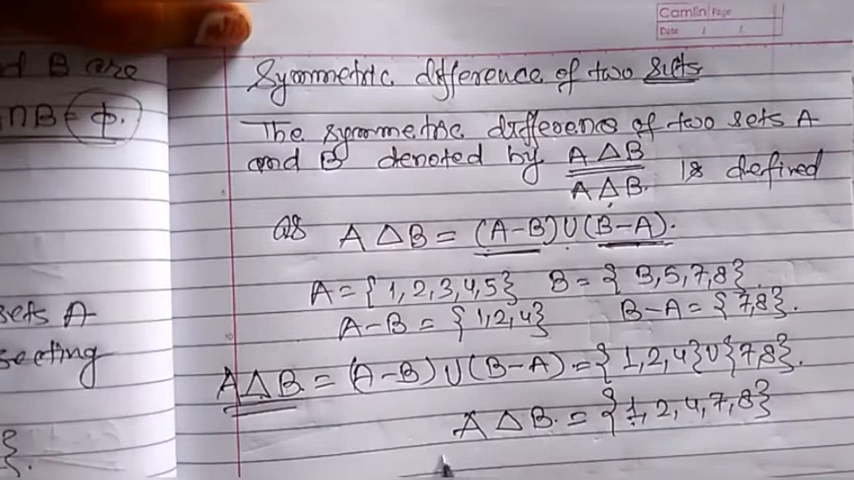 Camlin Page
Date / /
d B are
∩B = ϕ.
Symmetric difference of two sets
The symmetric difference of two sets A
and B denoted by A △ B is defined
A △ B.
as A △ B = (A-B) ∪ (B-A).
A = {1,2,3,4,5} B = {3,5,7,8}.
A-B = {1,2,4} B-A = {7,8}.
A △ B = (A-B) ∪ (B-A) = {1,2,4} ∪ {7,8}.
A △ B. = {1,2,4,7,8}
sets A
secting
}.